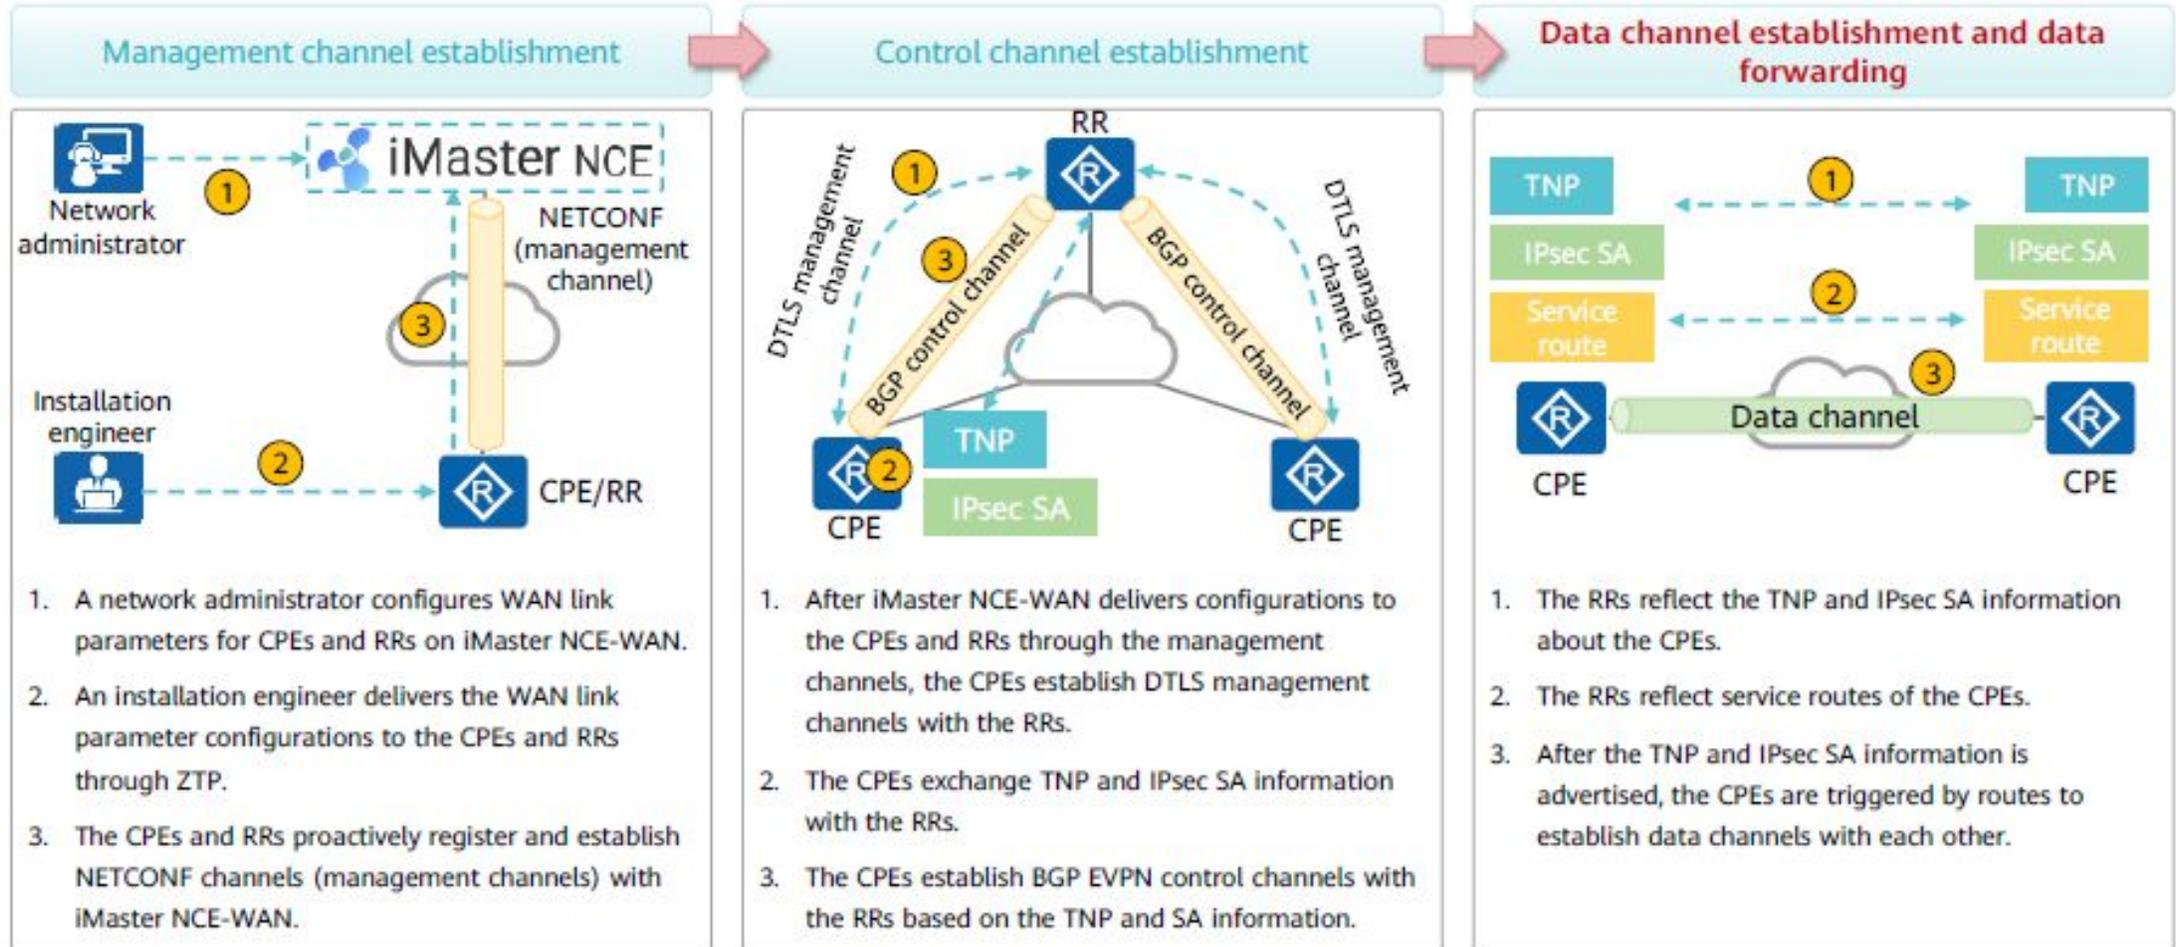 Management channel establishment
Control channel establishment
Data channel establishment and data
forwarding
iMaster NCE
1
Network
administrator
NETCONF
(management
channel)
3
Installation
engineer
2
R
CPE/RR
1. A network administrator configures WAN link
parameters for CPEs and RRs on iMaster NCE-WAN.
2. An installation engineer delivers the WAN link
parameter configurations to the CPEs and RRs
through ZTP.
3. The CPEs and RRs proactively register and establish
NETCONF channels (management channels) with
iMaster NCE-WAN.
RR
R
1
DTLS management
channel
3
BGP control channel
BGP control channel
DTLS management
channel
R
2
TNP
IPsec SA
CPE
R
CPE
1. After iMaster NCE-WAN delivers configurations to
the CPEs and RRs through the management
channels, the CPEs establish DTLS management
channels with the RRs.
2. The CPEs exchange TNP and IPsec SA information
with the RRs.
3. The CPEs establish BGP EVPN control channels with
the RRs based on the TNP and SA information.
TNP
1
TNP
IPsec SA
IPsec SA
2
Service
route
Service
route
3
R
Data channel
R
CPE
CPE
1. The RRs reflect the TNP and IPsec SA information
about the CPEs.
2. The RRs reflect service routes of the CPEs.
3. After the TNP and IPsec SA information is
advertised, the CPEs are triggered by routes to
establish data channels with each other.